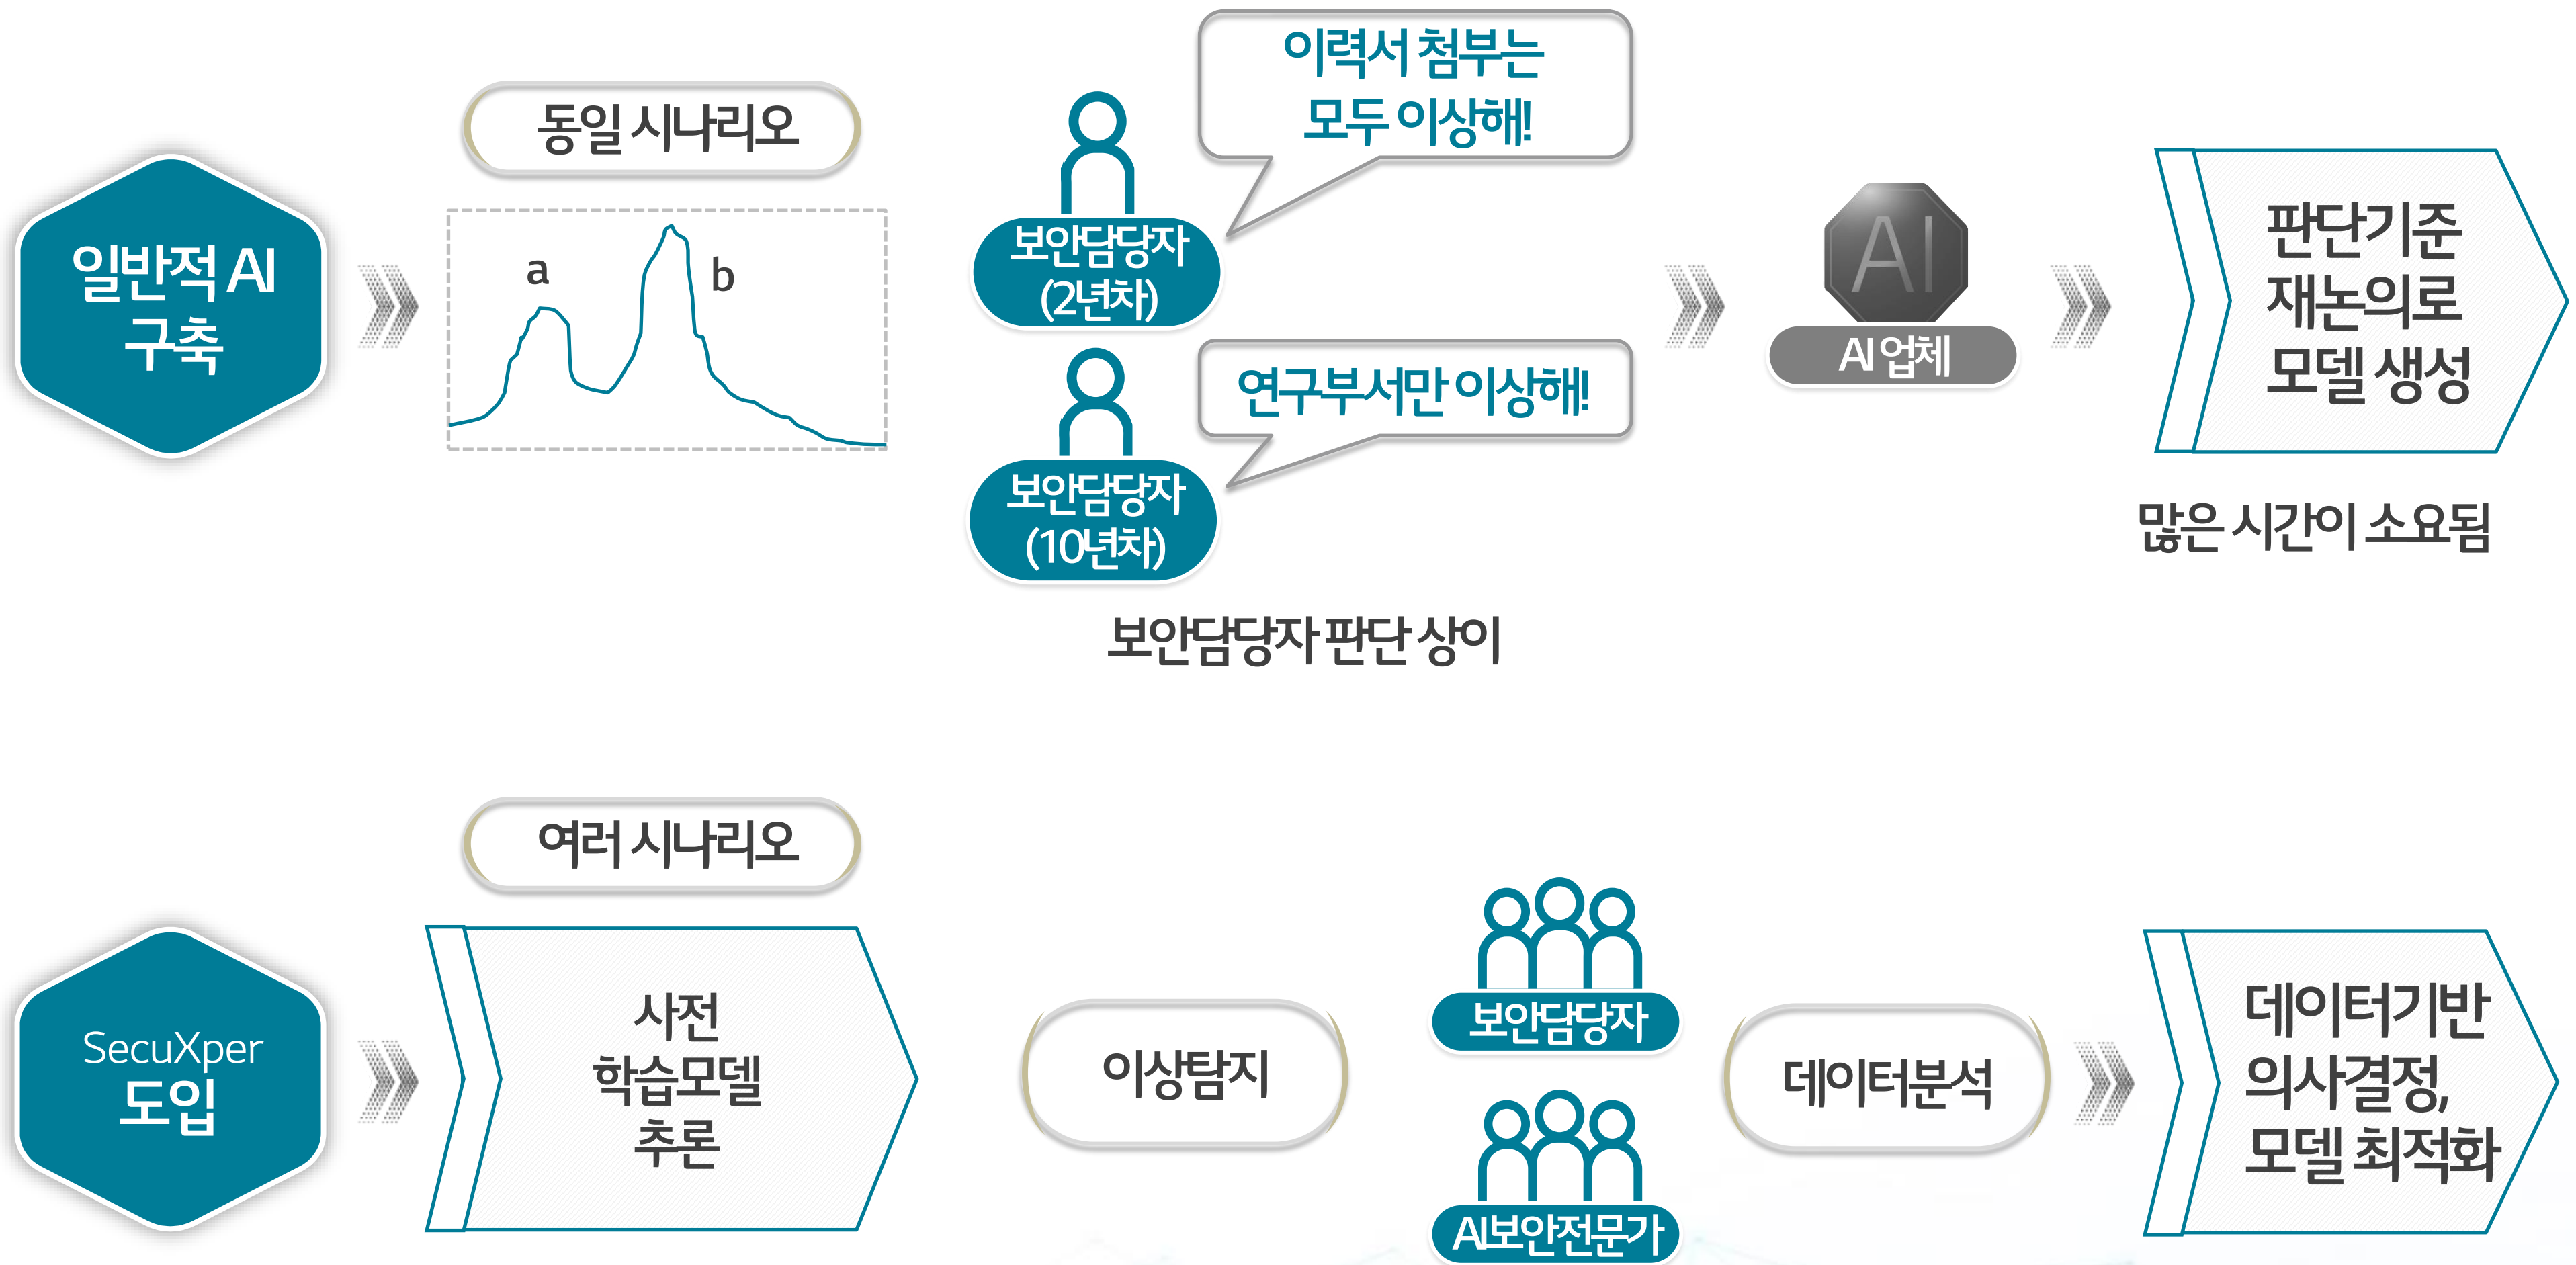 일반적 AI
구축
동일 시나리오
a
b
이력서 첨부는
모두 이상해!
보안담당자
(2년차)
연구부서만 이상해!
보안담당자
(10년차)
보안담당자 판단 상이
AI
AI 업체
판단기준
재논의로
모델 생성
많은 시간이 소요됨
SecuXper
도입
여러 시나리오
사전
학습모델
추론
이상탐지
보안담당자
AI보안전문가
데이터분석
데이터기반
의사결정,
모델 최적화